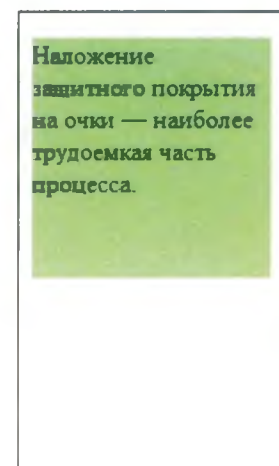 Наложение
защитного покрытия
на очки — наиболее
трудоемкая часть
процесса.